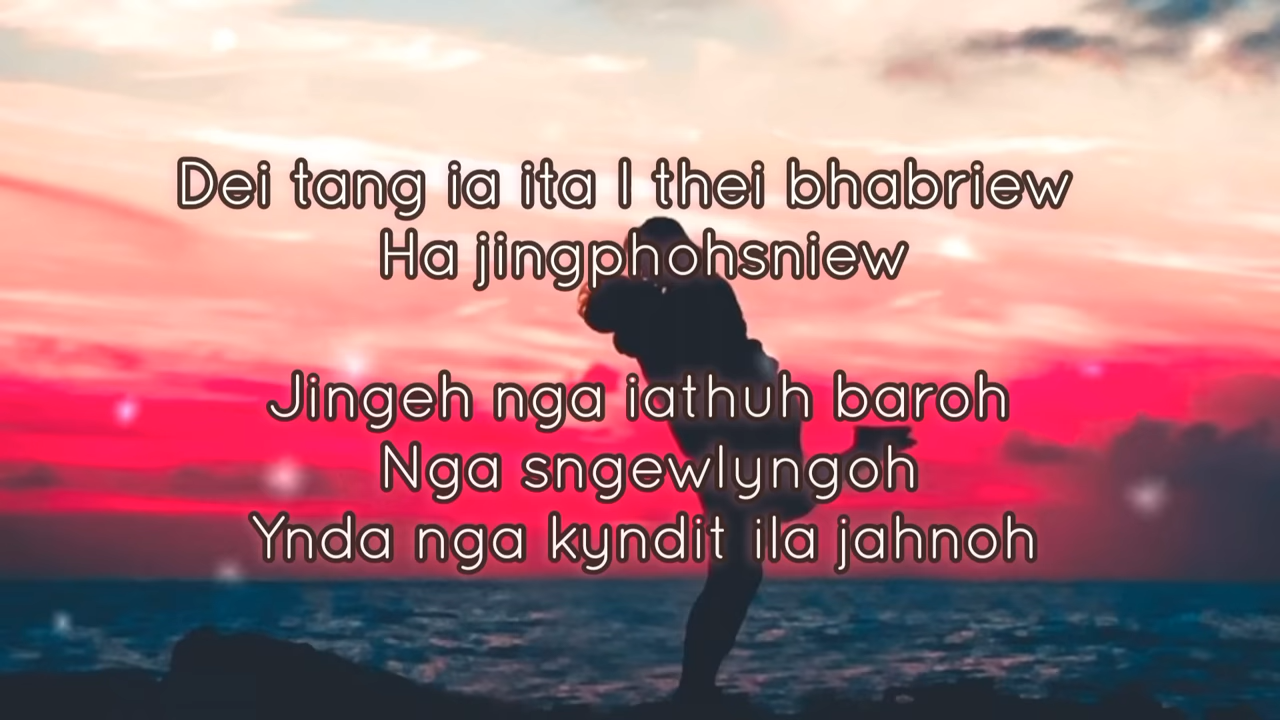 Dei tang ia ita I thei bhabriew
Ha jingphohsniew
Jingeh nga iathuh baroh
Nga sngewlyngoh
Ynda nga kyndit ila jahnoh